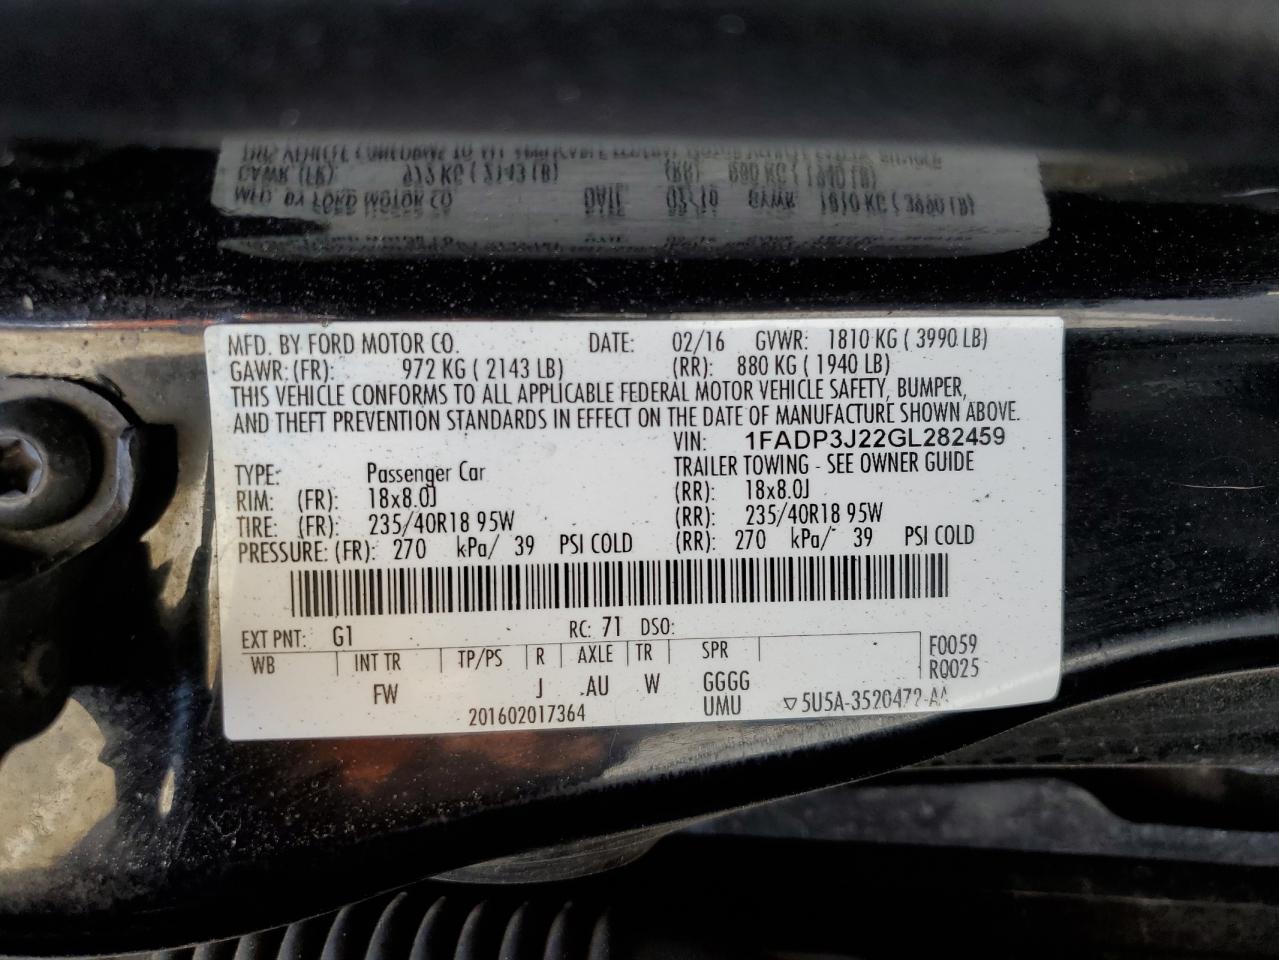 MFD. BY FORD MOTOR CO. DATE: 02/16 GVWR: 1810 KG ( 3990 LB)
GAWR: (FR): 972 KG ( 2143 LB) (RR): 880 KG ( 1940 LB)
THIS VEHICLE CONFORMS TO ALL APPLICABLE FEDERAL MOTOR VEHICLE SAFETY, BUMPER,
AND THEFT PREVENTION STANDARDS IN EFFECT ON THE DATE OF MANUFACTURE SHOWN ABOVE.
VIN: 1FADP3J22GL282459
TYPE: Passenger Car TRAILER TOWING - SEE OWNER GUIDE
RIM: (FR): 18x8.0J (RR): 18x8.0J
TIRE: (FR): 235/40R18 95W (RR): 235/40R18 95W
PRESSURE: (FR): 270 kPa/ 39 PSI COLD (RR): 270 kPa/ 39 PSI COLD
EXT PNT: G1 RC: 71 DSO:
WB INT TR TP/PS R AXLE TR SPR F0059
R0025
FW J .AU W GGGG
201602017364 UMU ▽5U5A-3520472-AA